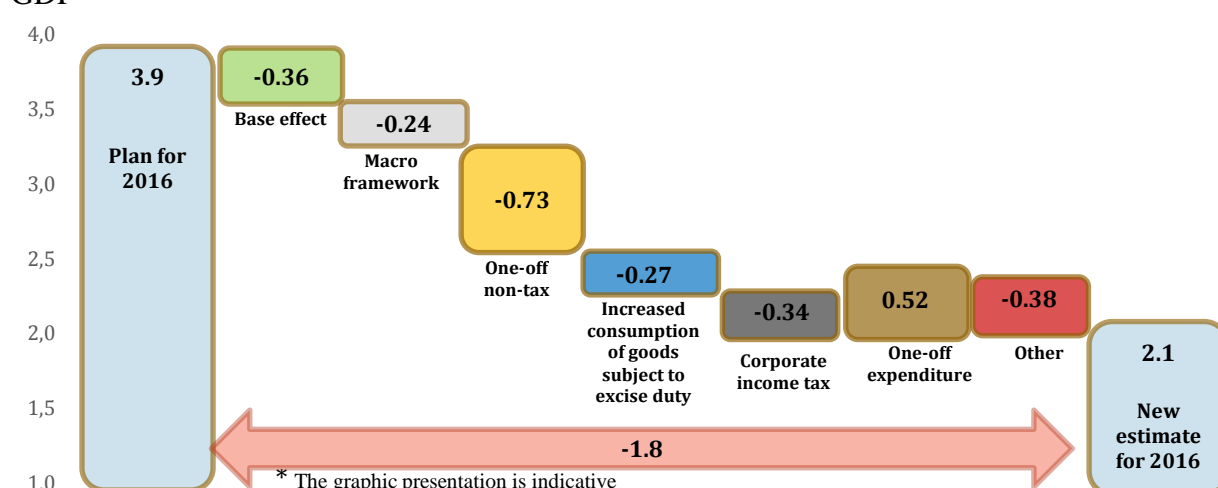 GDP
4,0
3,5
3,0
2,5
2,0
1,5
1,0
3.9
Plan for
2016
-0.36
Base effect
-0.24
Macro
framework
-0.73
One-off
non-tax
-0.27
Increased
consumption
of goods
subject to
excise duty
-0.34
Corporate
income tax
0.52
One-off
expenditure
-0.38
Other
2.1
New
estimate
for 2016
-1.8
* The graphic presentation is indicative